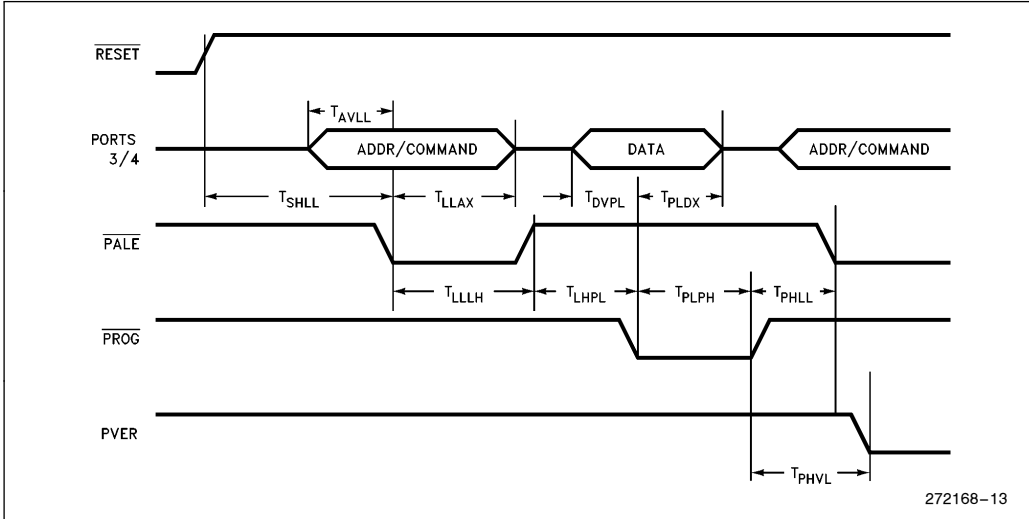 RESET
T_AVLL
PORTS
3/4
ADDR/COMMAND DATA ADDR/COMMAND
T_SHLL T_LLAX T_DVPL T_PLDX
PALE
T_LLLH T_LHPL T_PLPH T_PHLL
PROG
PVER
T_PHVL
272168–13